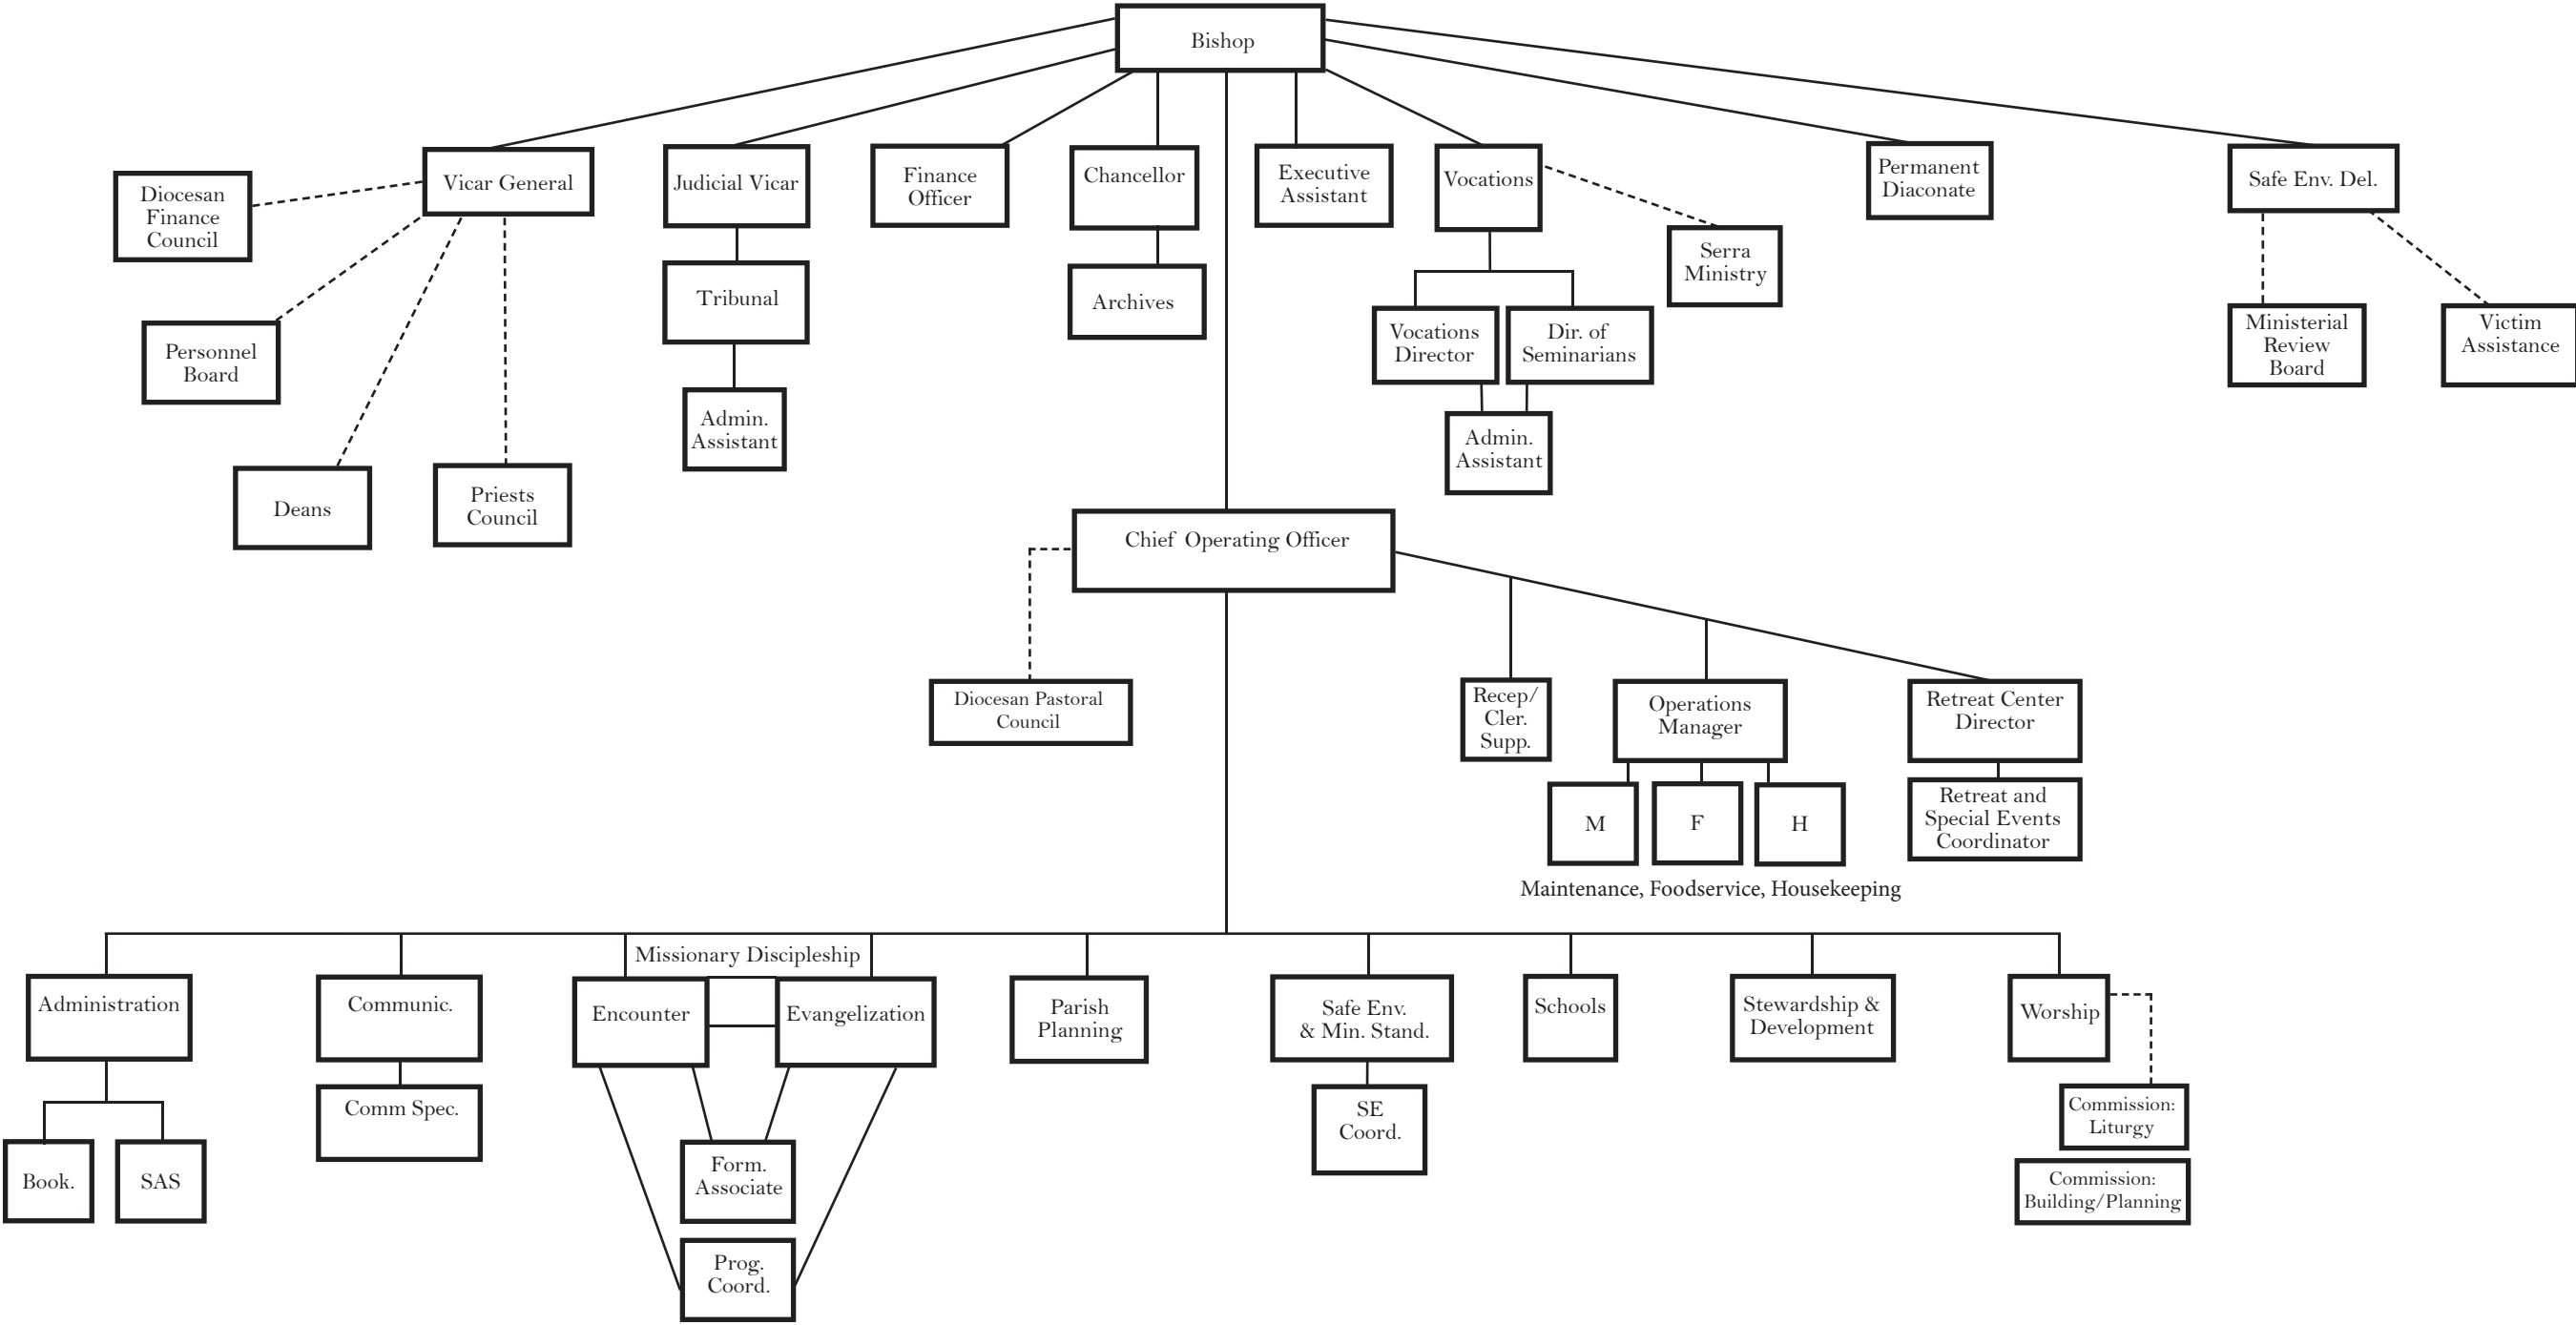 Bishop
Diocesan
Finance
Council
Vicar General
Judicial Vicar
Finance
Officer
Chancellor
Executive
Assistant
Vocations
Permanent
Diaconate
Safe Env. Del.
Serra
Ministry
Tribunal
Archives
Personnel
Board
Vocations
Director
Dir. of
Seminarians
Ministerial
Review
Board
Victim
Assistance
Admin.
Assistant
Admin.
Assistant
Deans
Priests
Council
Chief Operating Officer
Diocesan Pastoral
Council
Recep/
Cler.
Supp.
Operations
Manager
Retreat Center
Director
M
F
H
Retreat and
Special Events
Coordinator
Maintenance, Foodservice, Housekeeping
Missionary Discipleship
Administration
Communic.
Encounter
Evangelization
Parish
Planning
Safe Env.
& Min. Stand.
Schools
Stewardship &
Development
Worship
Comm Spec.
SE
Coord.
Commission:
Liturgy
Book.
SAS
Form.
Associate
Commission:
Building/Planning
Prog.
Coord.